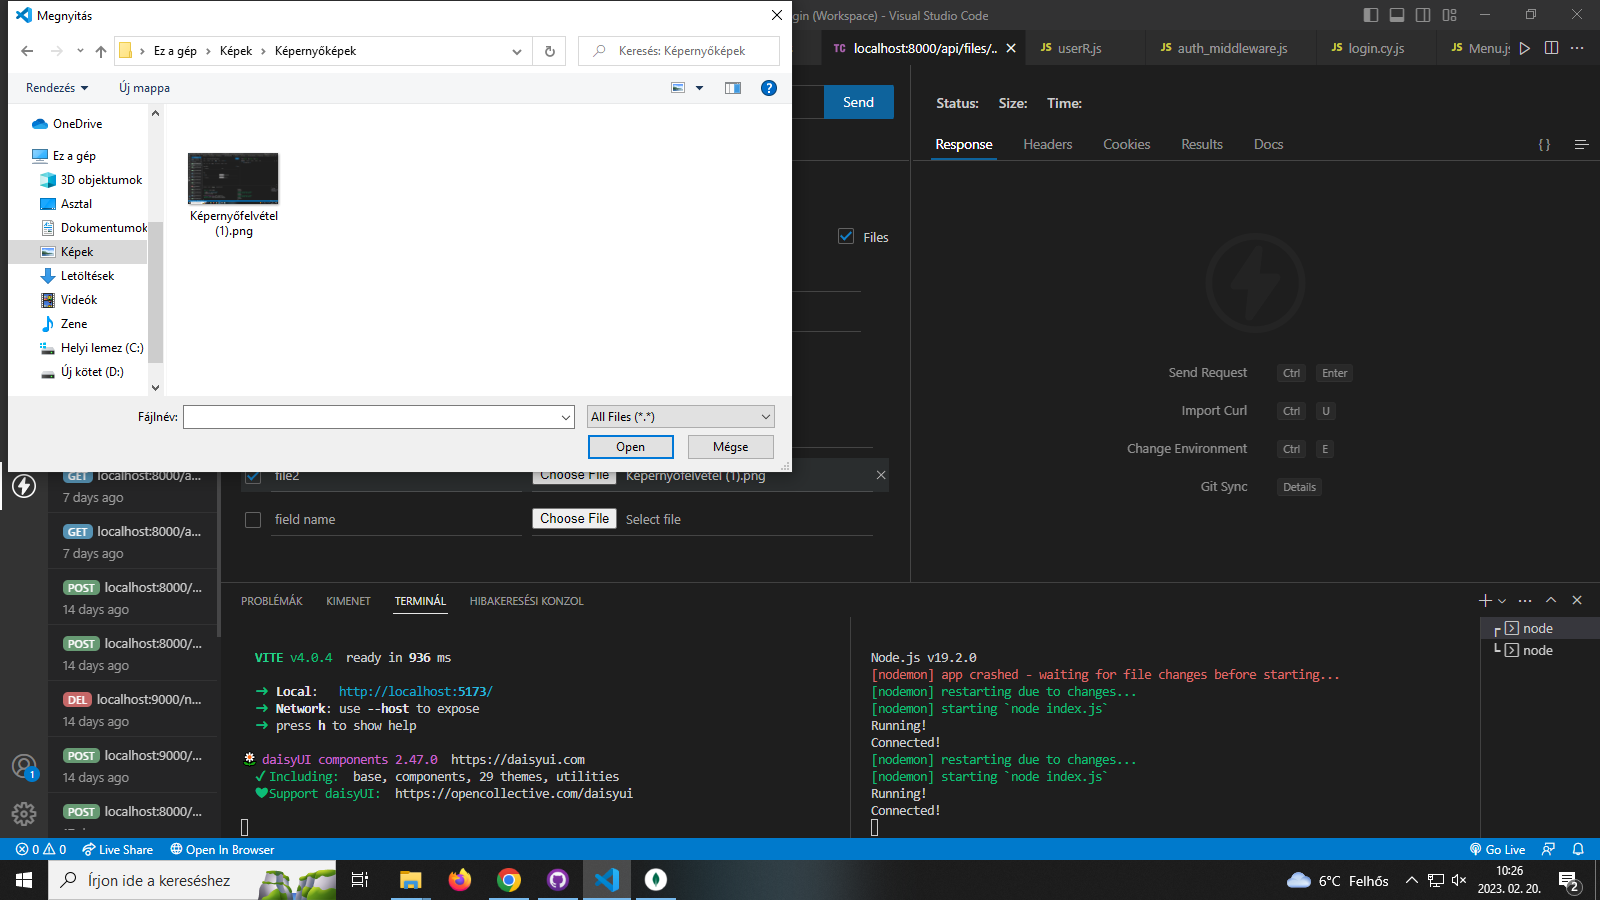 Megnyitás
gin (Workspace) - Visual Studio Code
Ez a gép
Képek
Képernyőképek
Keresés: Képernyőképek
TC localhost:8000/api/files/..
JS userR.js
JS auth_middleware.js
JS login.cy.js
JS Menu.js
Rendezés
Új mappa
OneDrive
Ez a gép
3D objektumok
Asztal
Dokumentumok
Képek
Letöltések
Videók
Zene
Helyi lemez (C:)
Új kötet (D:)
Képernyőfelvétel
(1).png
Fájlnév:
All Files (*.*)
Open
Mégse
Send
Status:
Size:
Time:
Response
Headers
Cookies
Results
Docs
{ }
Files
Send Request
Ctrl
Enter
Import Curl
Ctrl
U
Change Environment
Ctrl
E
Git Sync
Details
file2
Choose File
Képernyőfelvétel (1).png
field name
Choose File
Select file
GET localhost:8000/a...
7 days ago
GET localhost:8000/a...
7 days ago
POST localhost:8000/...
14 days ago
POST localhost:8000/...
14 days ago
DEL localhost:9000/n...
14 days ago
POST localhost:9000/...
14 days ago
POST localhost:8000/...
1
PROBLÉMÁK
KIMENET
TERMINÁL
HIBAKERESÉSI KONZOL
VITE v4.0.4 ready in 936 ms
➜ Local: http://localhost:5173/
➜ Network: use --host to expose
➜ press h to show help
daisyUI components 2.47.0 https://daisyui.com
✓ Including: base, components, 29 themes, utilities
Support daisyUI: https://opencollective.com/daisyui
Node.js v19.2.0
[nodemon] app crashed - waiting for file changes before starting...
[nodemon] restarting due to changes...
[nodemon] starting `node index.js`
Running!
Connected!
[nodemon] restarting due to changes...
[nodemon] starting `node index.js`
Running!
Connected!
node
node
0
0
Live Share
Open In Browser
Go Live
Írjon ide a kereséshez
6°C Felhős
10:26
2023. 02. 20.
2